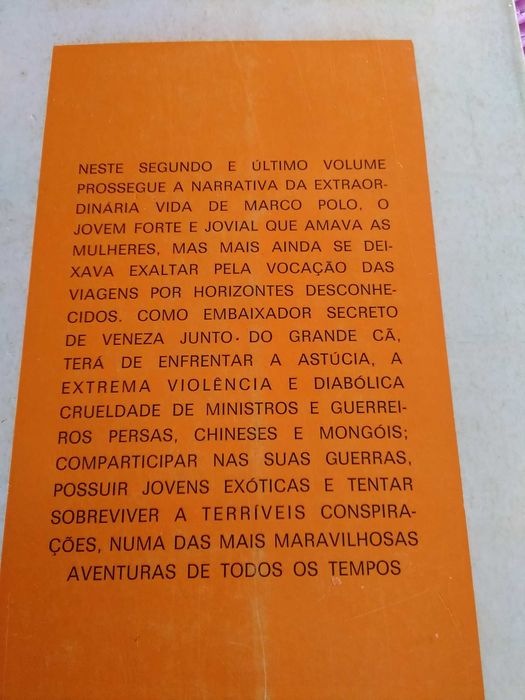 NESTE SEGUNDO E ÚLTIMO VOLUME
PROSSEGUE A NARRATIVA DA EXTRAOR-
DINÁRIA VIDA DE MARCO POLO, O
JOVEM FORTE E JOVIAL QUE AMAVA AS
MULHERES, MAS MAIS AINDA SE DEI-
XAVA EXALTAR PELA VOCAÇÃO DAS
VIAGENS POR HORIZONTES DESCONHE-
CIDOS. COMO EMBAIXADOR SECRETO
DE VENEZA JUNTO DO GRANDE CÃ,
TERÁ DE ENFRENTAR A ASTÚCIA, A
EXTREMA VIOLÊNCIA E DIABÓLICA
CRUELDADE DE MINISTROS E GUERREI-
ROS PERSAS, CHINESES E MONGÓIS;
COMPARTICIPAR NAS SUAS GUERRAS,
POSSUIR JOVENS EXÓTICAS E TENTAR
SOBREVIVER A TERRÍVEIS CONSPIRA-
ÇÕES, NUMA DAS MAIS MARAVILHOSAS
AVENTURAS DE TODOS OS TEMPOS